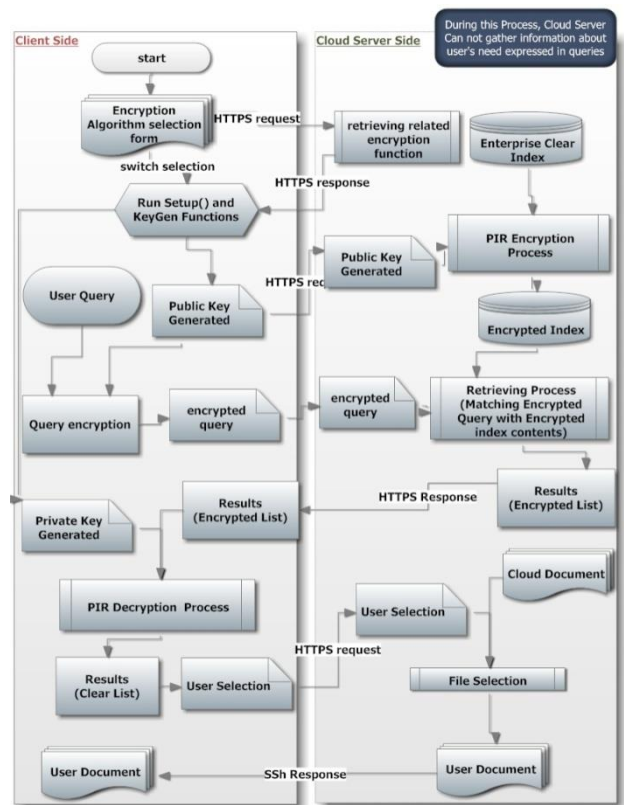 During this Process, Cloud Server
Can not gather information about
user's need expressed in queries
Client Side
Cloud Server Side
start
Encryption
Algorithm selection
form
HTTPS request
retrieving related
encryption
function
Enterprise Clear
Index
switch selection
HTTPS response
Run Setup() and
KeyGen Functions
Public Key
Generated
PIR Encryption
Process
HTTPS req
User Query
Public Key
Generated
Encrypted Index
Query encryption
encrypted
query
encrypted
query
Retrieving Process
(Matching Encrypted
Query with Encrypted
index contents)
Results
(Encrypted List)
HTTPS Response
Results
(Encrypted List)
Private Key
Generated
Cloud Document
PIR Decryption Process
User Selection
HTTPS request
Results
(Clear List)
User Selection
File Selection
User Document
SSh Response
User Document